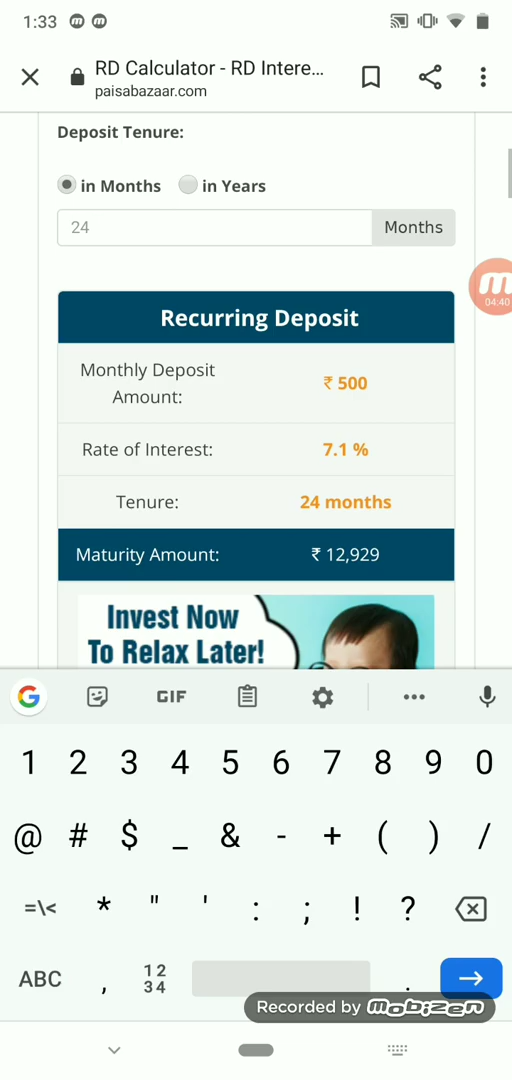 1:33
RD Calculator - RD Intere...
paisabazaar.com
Deposit Tenure:
in Months in Years
24 Months
04:40
Recurring Deposit
Monthly Deposit
Amount:
₹ 500
Rate of Interest: 7.1 %
Tenure: 24 months
Maturity Amount: ₹ 12,929
Invest Now
To Relax Later!
G GIF
1 2 3 4 5 6 7 8 9 0
@ # $ _ & - + ( ) /
=\< * " ' : ; ! ?
ABC , 12 .
34
Recorded by mobizen